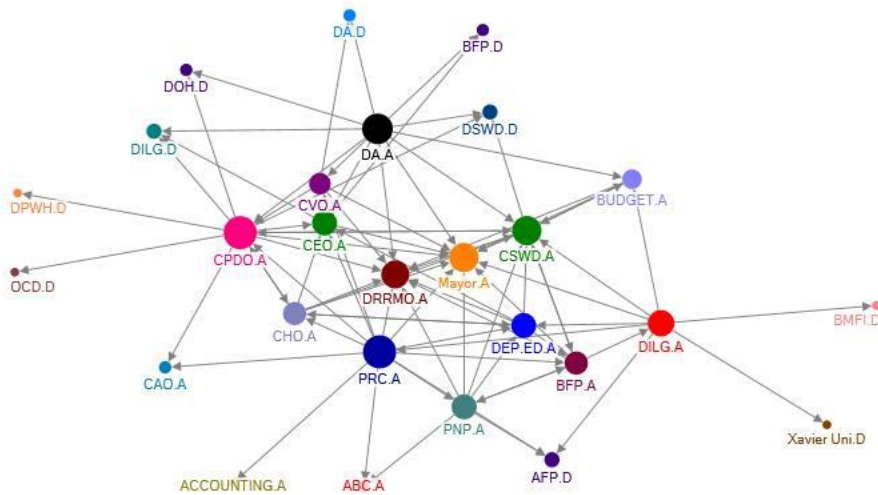 DA.D
BFP.D
DOH.D
DSWD.D
DILG.D
DA.A
BUDGET.A
CVO.A
DPWH.D
CEO.A
CPDO.A
CSWD.A
Mayor.A
OCD.D
DRRMO.A
BMFI.D
CHO.A
DEP.ED.A
DILG.A
PRC.A
BFP.A
CAO.A
PNP.A
Xavier Uni.D
AFP.D
ACCOUNTING.A
ABC.A